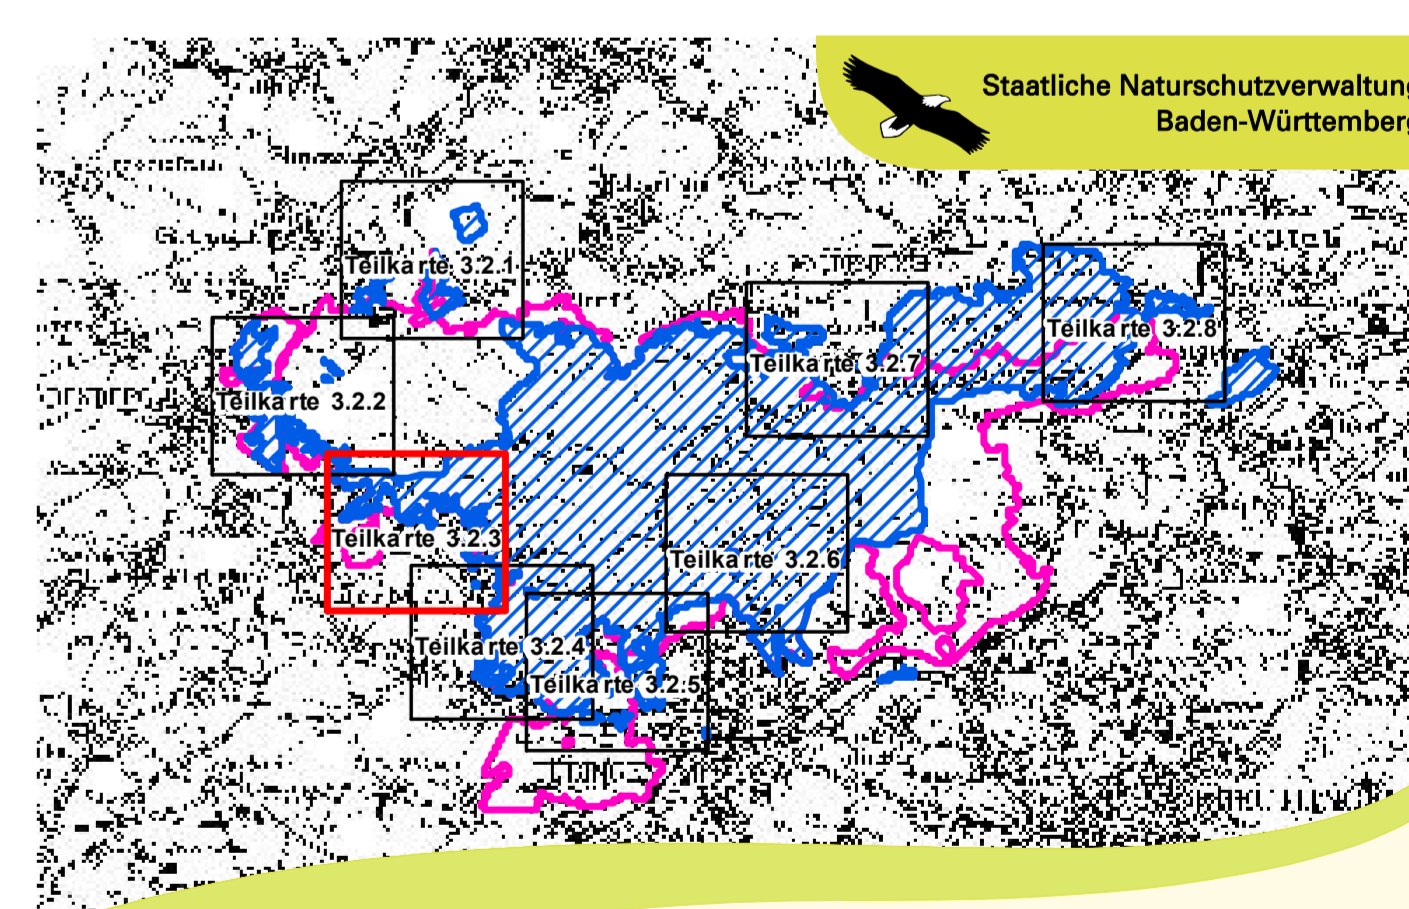 Staatliche Naturschutzverwaltung
Baden-Württemberg
Teilkarte 3.2.1
Teilkarte 3.2.8
Teilkarte 3.2.7
Teilkarte 3.2.2
Teilkarte 3.2.3
Teilkarte 3.2.6
Teilkarte 3.2.4
Teilkarte 3.2.5